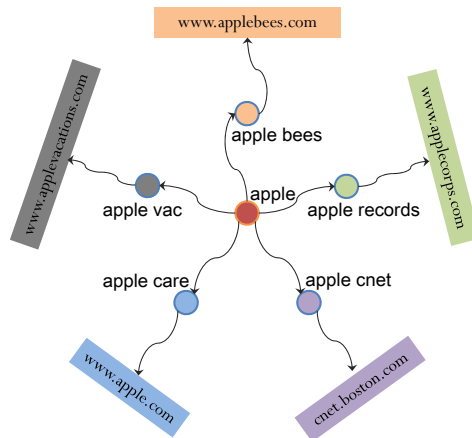 www.applebees.com
apple bees
www.applevacations.com
www.applecorps.com
apple
apple vac
apple records
apple care
apple cnet
www.apple.com
cnet.boston.com